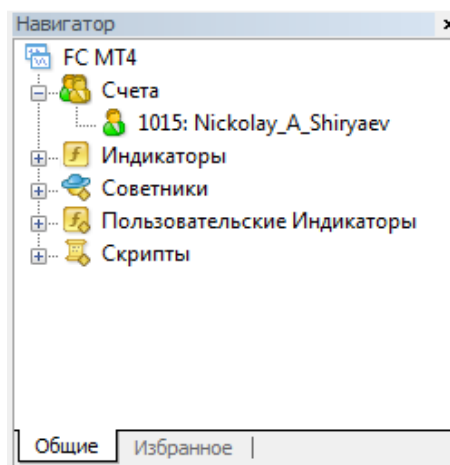 Навигатор
FC MT4
Счета
1015: Nickolay_A_Shiryaev
Индикаторы
Советники
Пользовательские Индикаторы
Скрипты
Общие Избранное